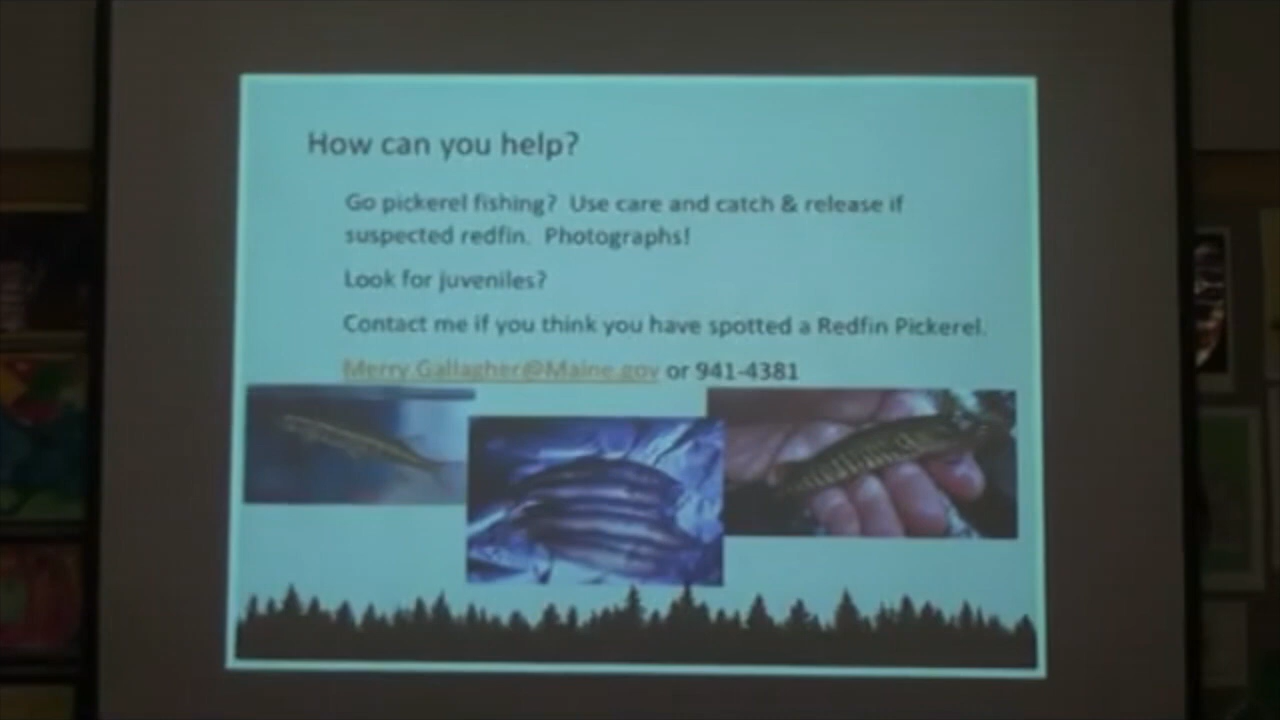 How can you help?
Go pickerel fishing? Use care and catch & release if
suspected redfin. Photographs!
Look for juveniles?
Contact me if you think you have spotted a Redfin Pickerel.
Merry.Gallagher@Maine.gov or 941-4381